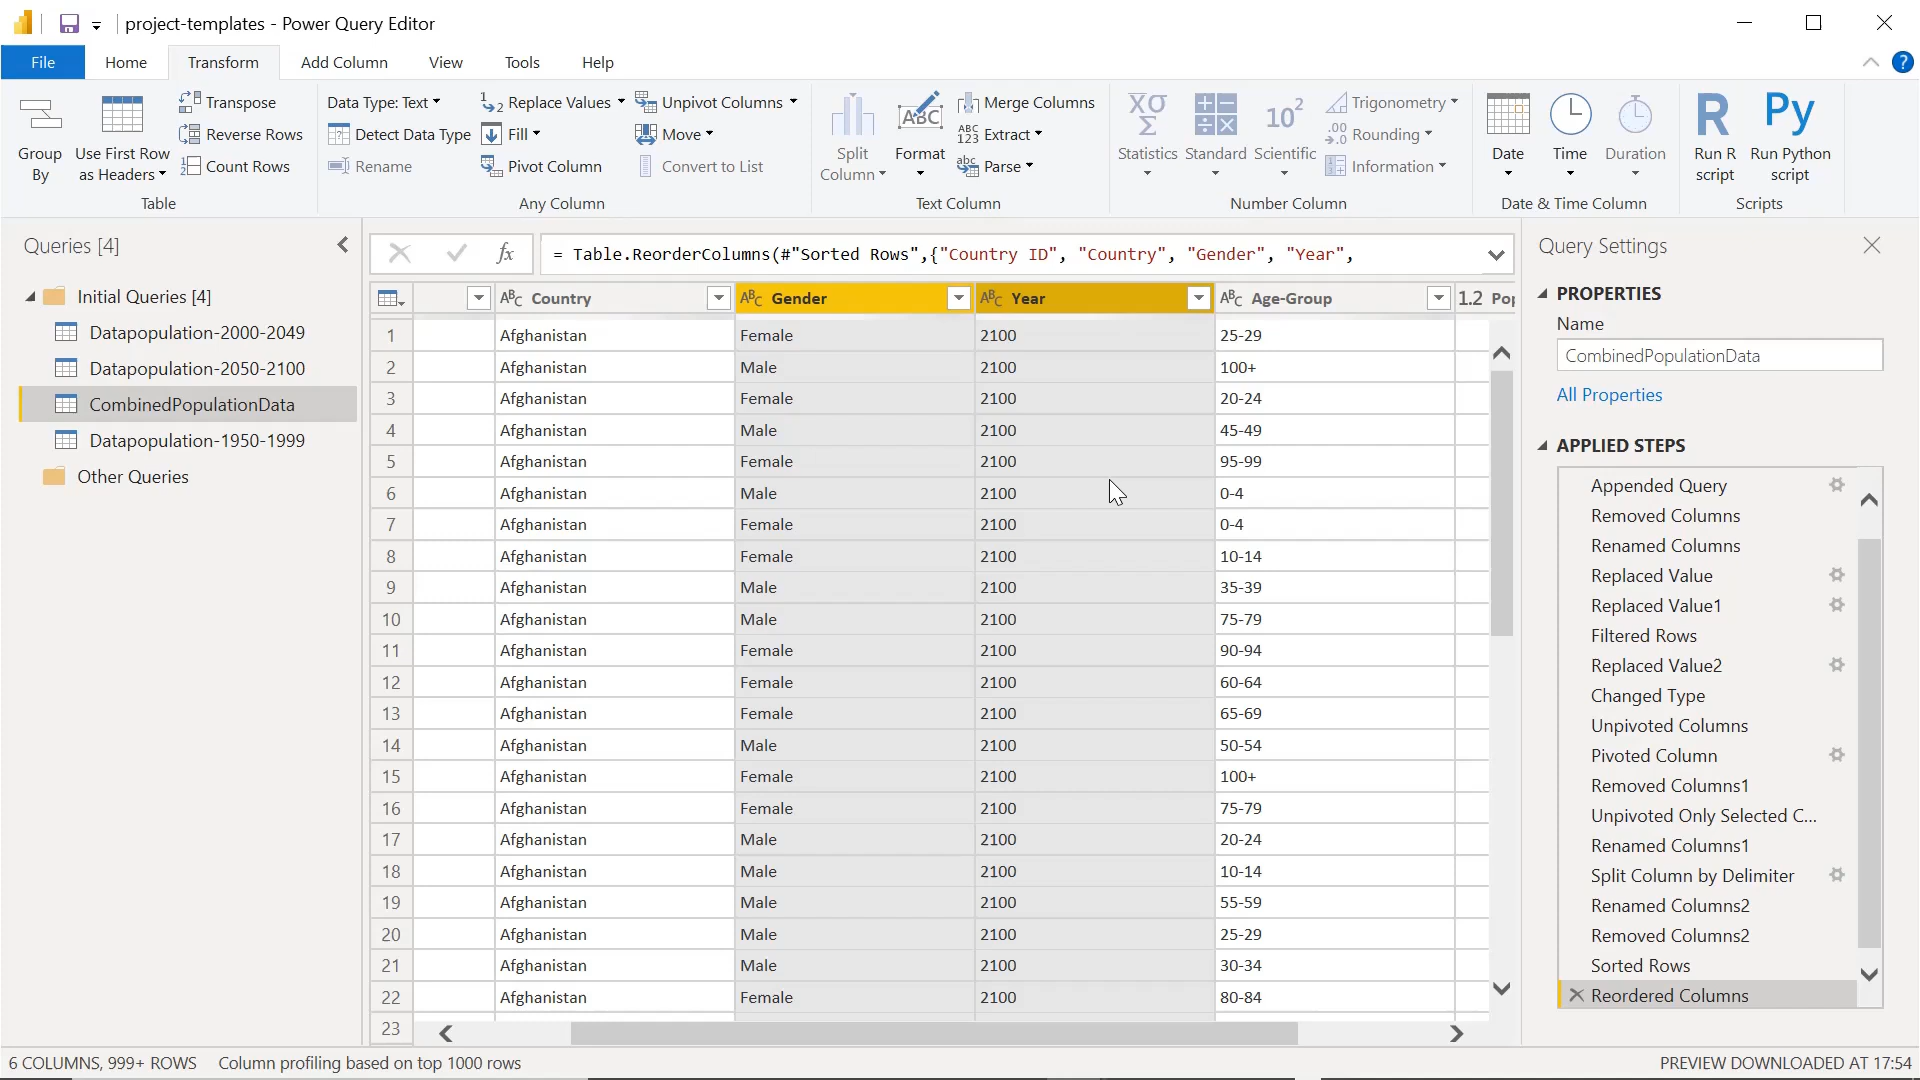 project-templates - Power Query Editor
File Home Transform Add Column View Tools Help
Group By
Use First Row as Headers
Transpose
Reverse Rows
Count Rows
Table
Data Type: Text
Detect Data Type
Rename
Replace Values
Fill
Pivot Column
Unpivot Columns
Move
Convert to List
Any Column
Split Column
Format
Merge Columns
Extract
Parse
Text Column
Statistics
Standard
Scientific
Trigonometry
Rounding
Information
Number Column
Date
Time
Duration
Date & Time Column
Run R script
Run Python script
Scripts
Queries [4]
Initial Queries [4]
Datapopulation-2000-2049
Datapopulation-2050-2100
CombinedPopulationData
Datapopulation-1950-1999
Other Queries
= Table.ReorderColumns(#"Sorted Rows",{"Country ID", "Country", "Gender", "Year",
Country Gender Year Age-Group 1.2 Pop
1 Afghanistan Female 2100 25-29
2 Afghanistan Male 2100 100+
3 Afghanistan Female 2100 20-24
4 Afghanistan Male 2100 45-49
5 Afghanistan Female 2100 95-99
6 Afghanistan Male 2100 0-4
7 Afghanistan Female 2100 0-4
8 Afghanistan Female 2100 10-14
9 Afghanistan Male 2100 35-39
10 Afghanistan Male 2100 75-79
11 Afghanistan Female 2100 90-94
12 Afghanistan Female 2100 60-64
13 Afghanistan Female 2100 65-69
14 Afghanistan Male 2100 50-54
15 Afghanistan Female 2100 100+
16 Afghanistan Female 2100 75-79
17 Afghanistan Male 2100 20-24
18 Afghanistan Male 2100 10-14
19 Afghanistan Male 2100 55-59
20 Afghanistan Male 2100 25-29
21 Afghanistan Male 2100 30-34
22 Afghanistan Female 2100 80-84
23
Query Settings
PROPERTIES
Name
CombinedPopulationData
All Properties
APPLIED STEPS
Appended Query
Removed Columns
Renamed Columns
Replaced Value
Replaced Value1
Filtered Rows
Replaced Value2
Changed Type
Unpivoted Columns
Pivoted Column
Removed Columns1
Unpivoted Only Selected C...
Renamed Columns1
Split Column by Delimiter
Renamed Columns2
Removed Columns2
Sorted Rows
Reordered Columns
6 COLUMNS, 999+ ROWS Column profiling based on top 1000 rows
PREVIEW DOWNLOADED AT 17:54